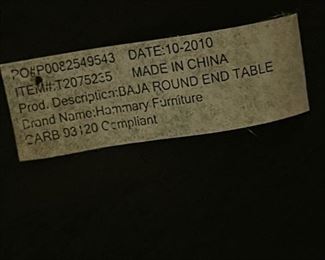 PO#:P0082549543 DATE:10-2010
ITEM#:T2075235 MADE IN CHINA
Prod. Description:BAJA ROUND END TABLE
Brand Name:Hammary Furniture
CARB 93120 Compliant